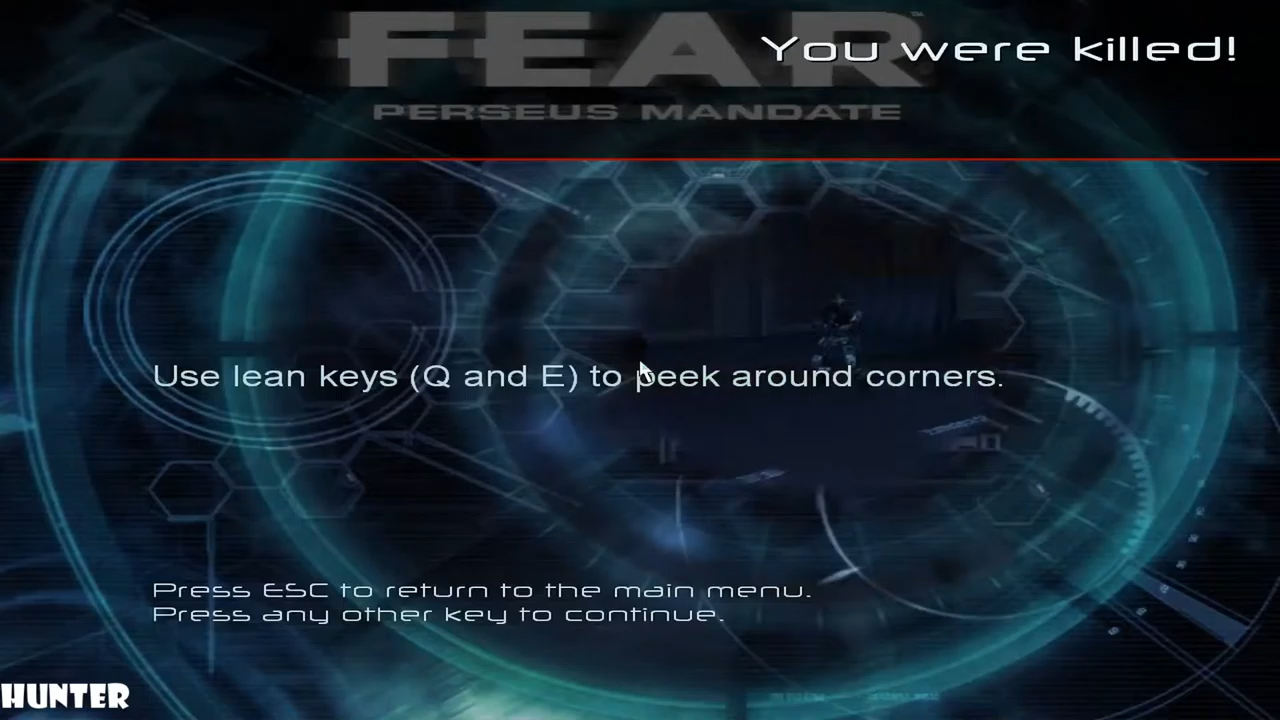 FEAR™
You were killed!
PERSEUS MANDATE
Use lean keys (Q and E) to peek around corners.
Press ESC to return to the main menu.
Press any other key to continue.
HUNTER